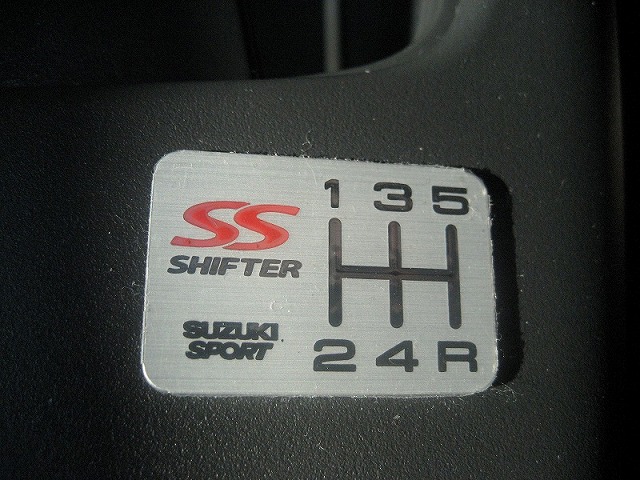 SS
SHIFTER
SUZUKI
SPORT
1 3 5
2 4 R